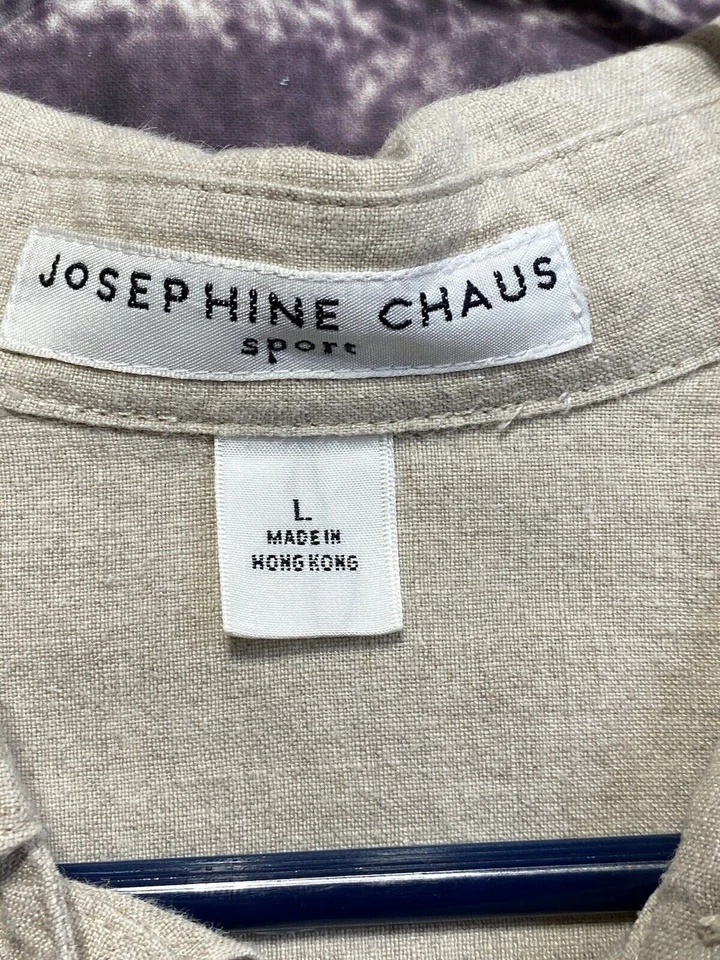 JOSEPHINE CHAUS
sport
L
MADE IN
HONG KONG